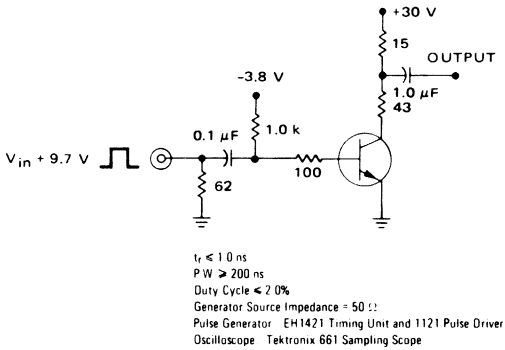 +30 V
15
OUTPUT
-3.8 V
1.0 µF
43
0.1 µF
1.0 k
Vin + 9.7 V
62
100
tr ≤ 1 0 ns
P W ≥ 200 ns
Duty Cycle ≤ 2 0%
Generator Source Impedance = 50 Ω
Pulse Generator EH1421 Timing Unit and 1121 Pulse Driver
Oscilloscope Tektronix 661 Sampling Scope